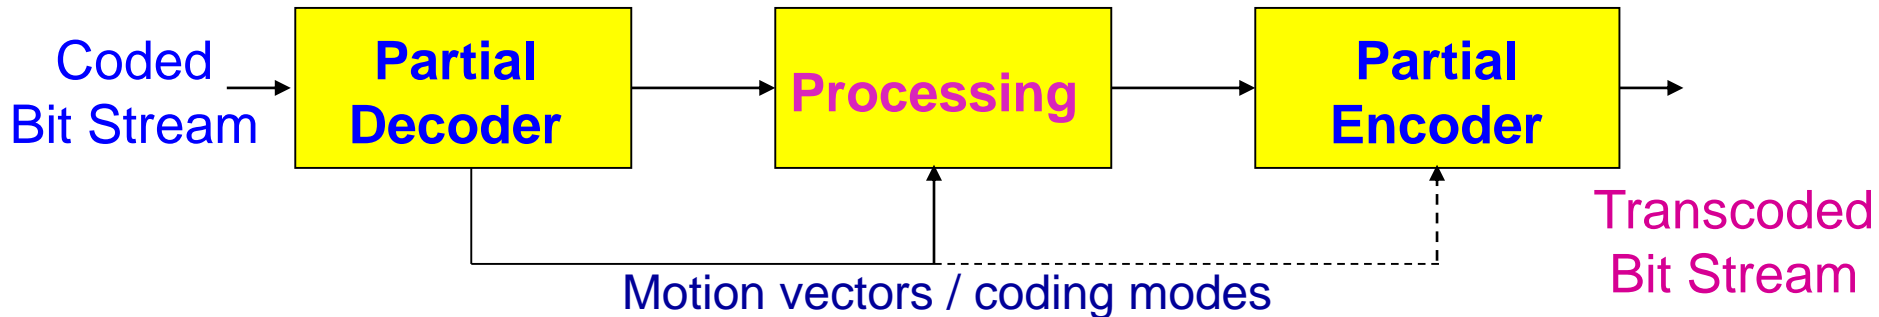 Coded
Bit Stream
Partial
Decoder
Processing
Partial
Encoder
Transcoded
Bit Stream
Motion vectors / coding modes